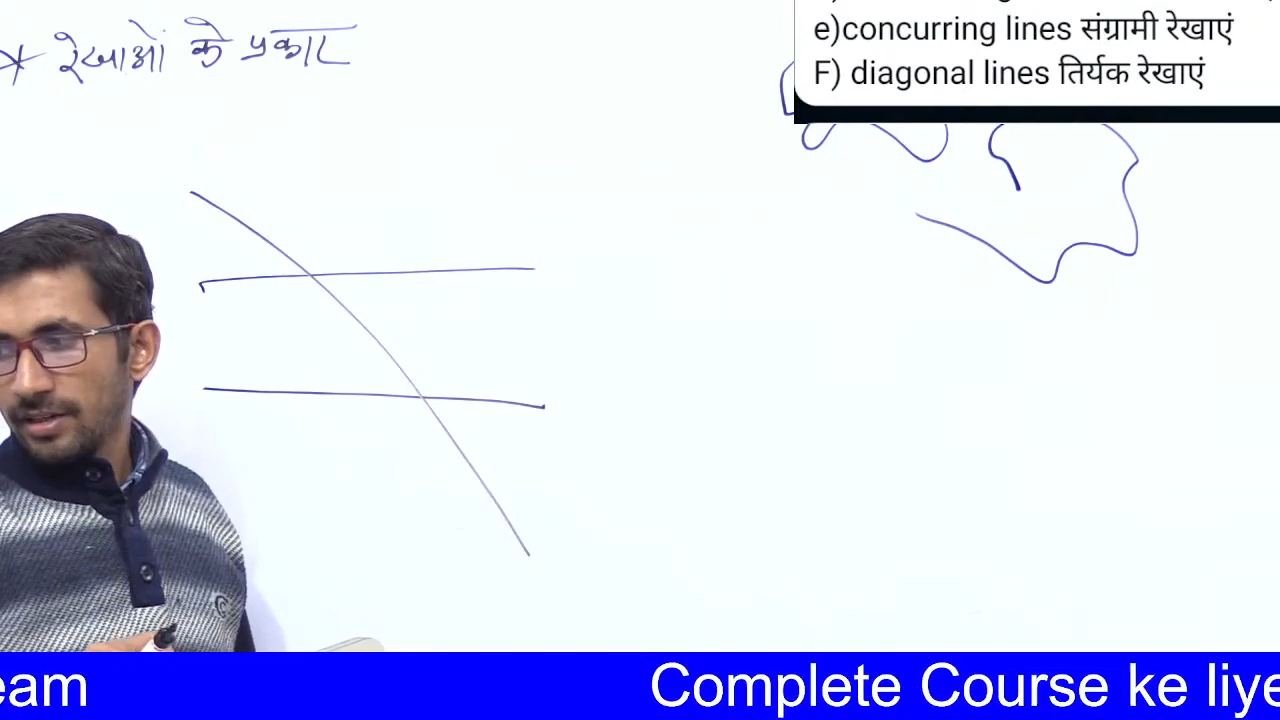 * रेखाओं के प्रकार
e)concurring lines संग्रामी रेखाएं
F) diagonal lines तिर्यक रेखाएं
eam Complete Course ke liye